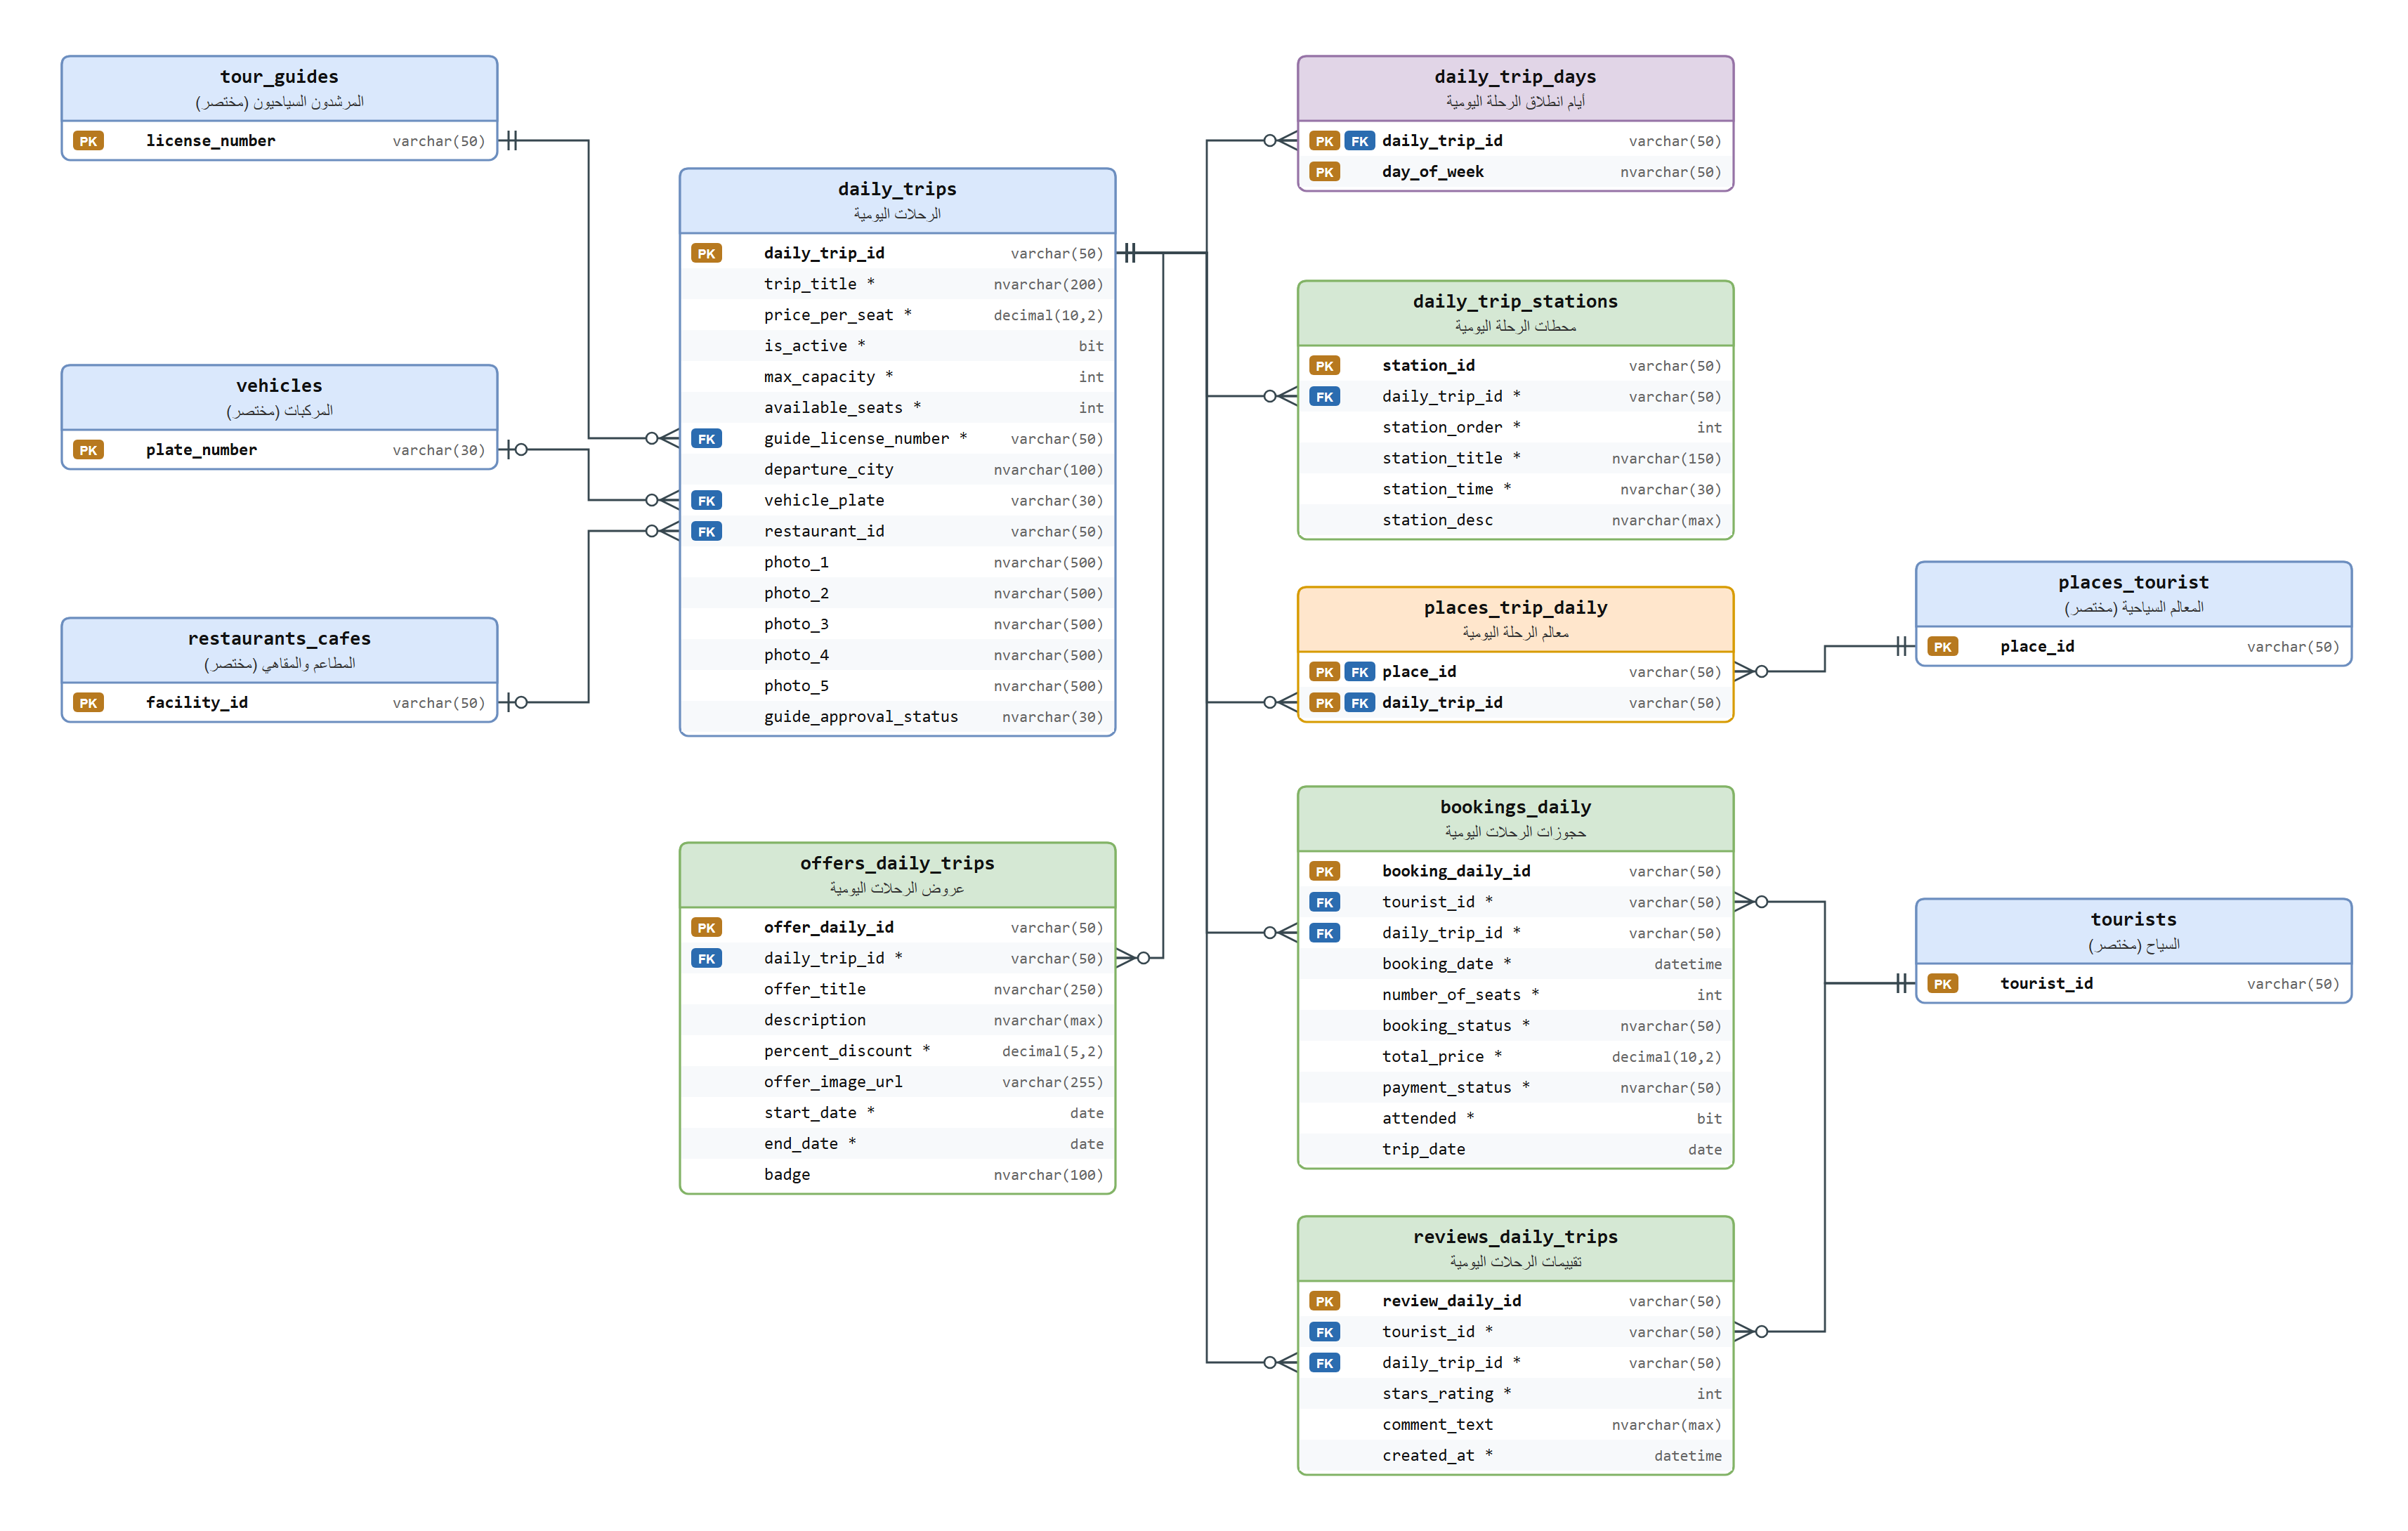 tour_guides
المرشدون السياحيون (مختصر)
PK license_number varchar(50)
vehicles
المركبات (مختصر)
PK plate_number varchar(30)
restaurants_cafes
المطاعم والمقاهي (مختصر)
PK facility_id varchar(50)
daily_trips
الرحلات اليومية
PK daily_trip_id varchar(50)
trip_title * nvarchar(200)
price_per_seat * decimal(10,2)
is_active * bit
max_capacity * int
available_seats * int
FK guide_license_number * varchar(50)
departure_city nvarchar(100)
FK vehicle_plate varchar(30)
FK restaurant_id varchar(50)
photo_1 nvarchar(500)
photo_2 nvarchar(500)
photo_3 nvarchar(500)
photo_4 nvarchar(500)
photo_5 nvarchar(500)
guide_approval_status nvarchar(30)
offers_daily_trips
عروض الرحلات اليومية
PK offer_daily_id varchar(50)
FK daily_trip_id * varchar(50)
offer_title nvarchar(250)
description nvarchar(max)
percent_discount * decimal(5,2)
offer_image_url varchar(255)
start_date * date
end_date * date
badge nvarchar(100)
daily_trip_days
أيام انطلاق الرحلة اليومية
PK FK daily_trip_id varchar(50)
PK day_of_week nvarchar(50)
daily_trip_stations
محطات الرحلة اليومية
PK station_id varchar(50)
FK daily_trip_id * varchar(50)
station_order * int
station_title * nvarchar(150)
station_time * nvarchar(30)
station_desc nvarchar(max)
places_trip_daily
معالم الرحلة اليومية
PK FK place_id varchar(50)
PK FK daily_trip_id varchar(50)
bookings_daily
حجوزات الرحلات اليومية
PK booking_daily_id varchar(50)
FK tourist_id * varchar(50)
FK daily_trip_id * varchar(50)
booking_date * datetime
number_of_seats * int
booking_status * nvarchar(50)
total_price * decimal(10,2)
payment_status * nvarchar(50)
attended * bit
trip_date date
reviews_daily_trips
تقييمات الرحلات اليومية
PK review_daily_id varchar(50)
FK tourist_id * varchar(50)
FK daily_trip_id * varchar(50)
stars_rating * int
comment_text nvarchar(max)
created_at * datetime
places_tourist
المعالم السياحية (مختصر)
PK place_id varchar(50)
tourists
السياح (مختصر)
PK tourist_id varchar(50)